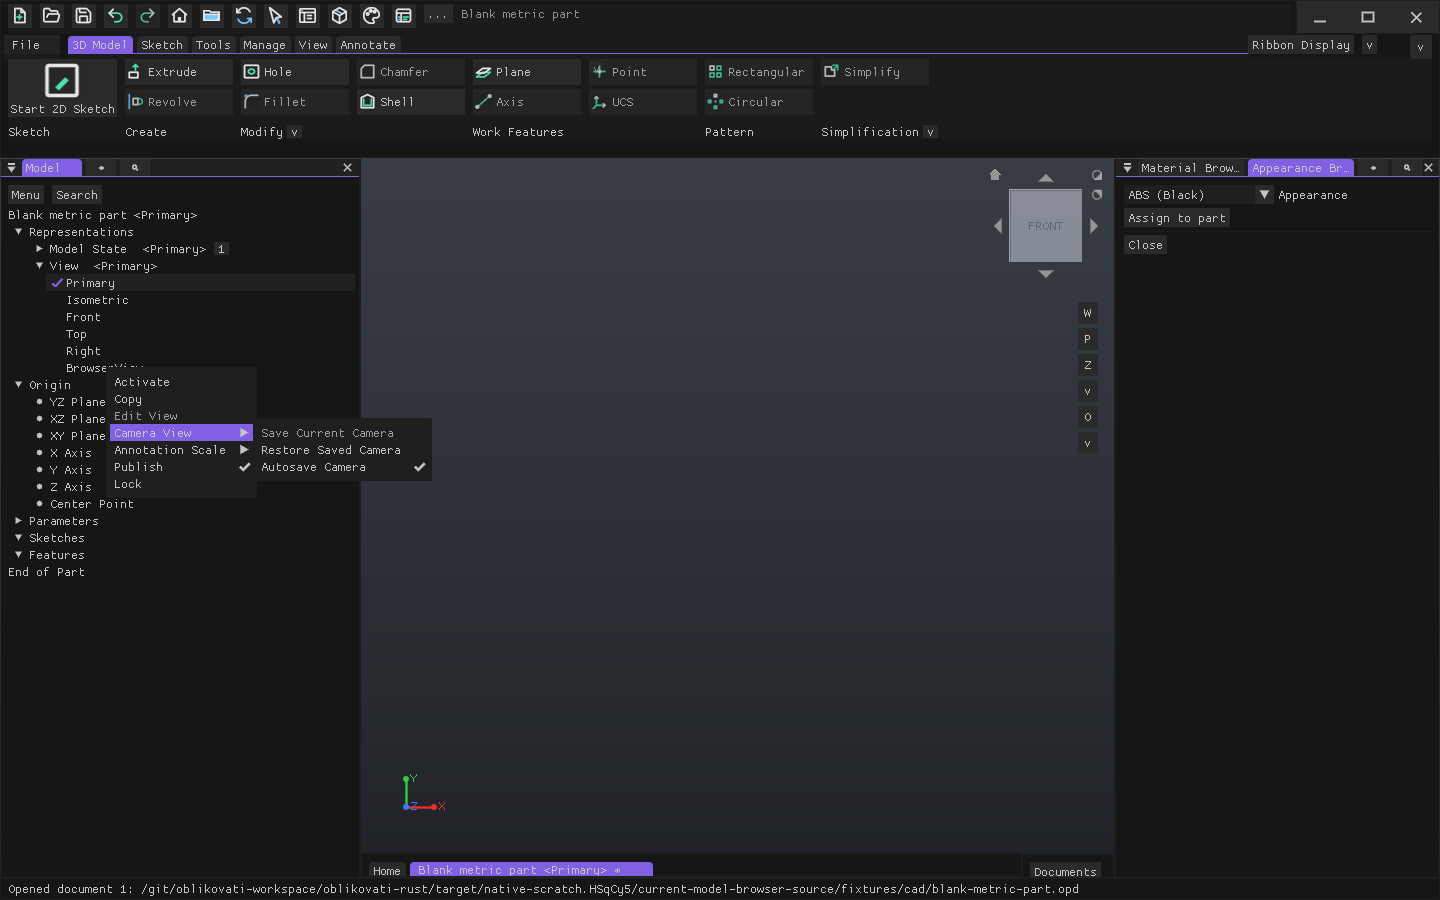 ... Blank metric part
File 3D Model Sketch Tools Manage View Annotate Ribbon Display v v
Start 2D Sketch
Extrude Hole Chamfer Plane Point Rectangular Simplify
Revolve Fillet Shell Axis UCS Circular
Sketch Create Modify v Work Features Pattern Simplification v
Model
Menu Search
Blank metric part <Primary>
Representations
Model State <Primary> 1
View <Primary>
Primary
Isometric
Front
Top
Right
Origin
YZ Plane
XZ Plane
XY Plane
X Axis
Y Axis
Z Axis
Center Point
Parameters
Sketches
Features
End of Part
Activate
Copy
Edit View
Camera View
Annotation Scale
Publish
Lock
Save Current Camera
Restore Saved Camera
Autosave Camera
FRONT
W
P
Z
v
O
v
Y
Z X
Material Brow... Appearance Br...
ABS (Black) Appearance
Assign to part
Close
Home Blank metric part <Primary> * Documents
Opened document 1: /git/oblikovati-workspace/oblikovati-rust/target/native-scratch.HSqCy5/current-model-browser-source/fixtures/cad/blank-metric-part.opd